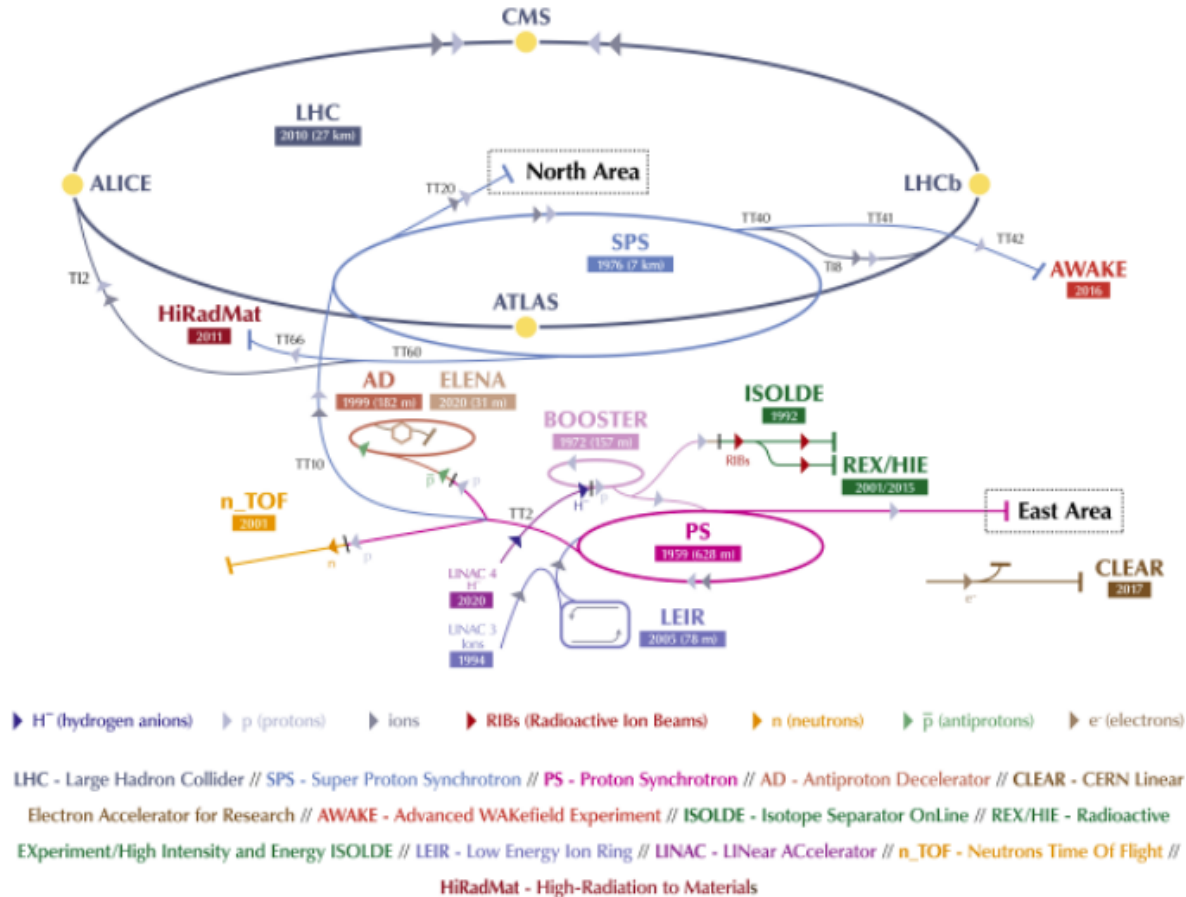 CMS
LHC
2010 (27 km)
North Area
ALICE
TT20
LHCb
TT40
TT41
SPS
1976 (7 km)
TT42
TI8
AWAKE
2016
TI2
ATLAS
HiRadMat
2011
TT66
TT60
AD
1999 (182 m)
ELENA
2020 (31 m)
ISOLDE
1992
BOOSTER
1972 (157 m)
RIBs
REX/HIE
2001/2015
TT10
p̅
p
H⁻
p
n_TOF
2001
TT2
East Area
PS
1959 (628 m)
n
p
LINAC 4
H⁻
2020
CLEAR
2017
e⁻
LEIR
2005 (78 m)
LINAC 3
Ions
1994
H⁻ (hydrogen anions)
p (protons)
ions
RIBs (Radioactive Ion Beams)
n (neutrons)
p̅ (antiprotons)
e⁻ (electrons)
LHC - Large Hadron Collider // SPS - Super Proton Synchrotron // PS - Proton Synchrotron // AD - Antiproton Decelerator // CLEAR - CERN Linear
Electron Accelerator for Research // AWAKE - Advanced WAKefield Experiment // ISOLDE - Isotope Separator OnLine // REX/HIE - Radioactive
EXperiment/High Intensity and Energy ISOLDE // LEIR - Low Energy Ion Ring // LINAC - LINear ACcelerator // n_TOF - Neutrons Time Of Flight //
HiRadMat - High-Radiation to Materials